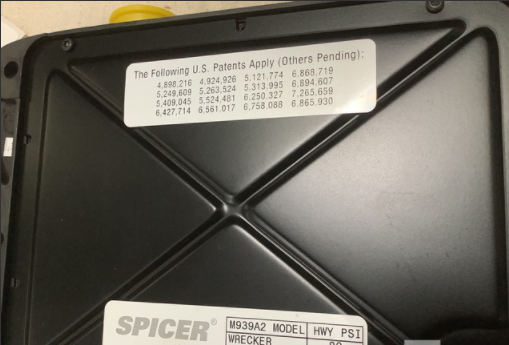 The Following U.S. Patents Apply (Others Pending):
4,898,216 4,924,926 5.121.774 6,868,719
5,249,609 5,263,524 5,313.995 6,894,607
5,409,045 5,524,481 6,250,327 7,265,659
6,427,714 6,561,017 6,758,088 6,865,930
SPICER® M939A2 MODEL HWY PSI
WRECKER